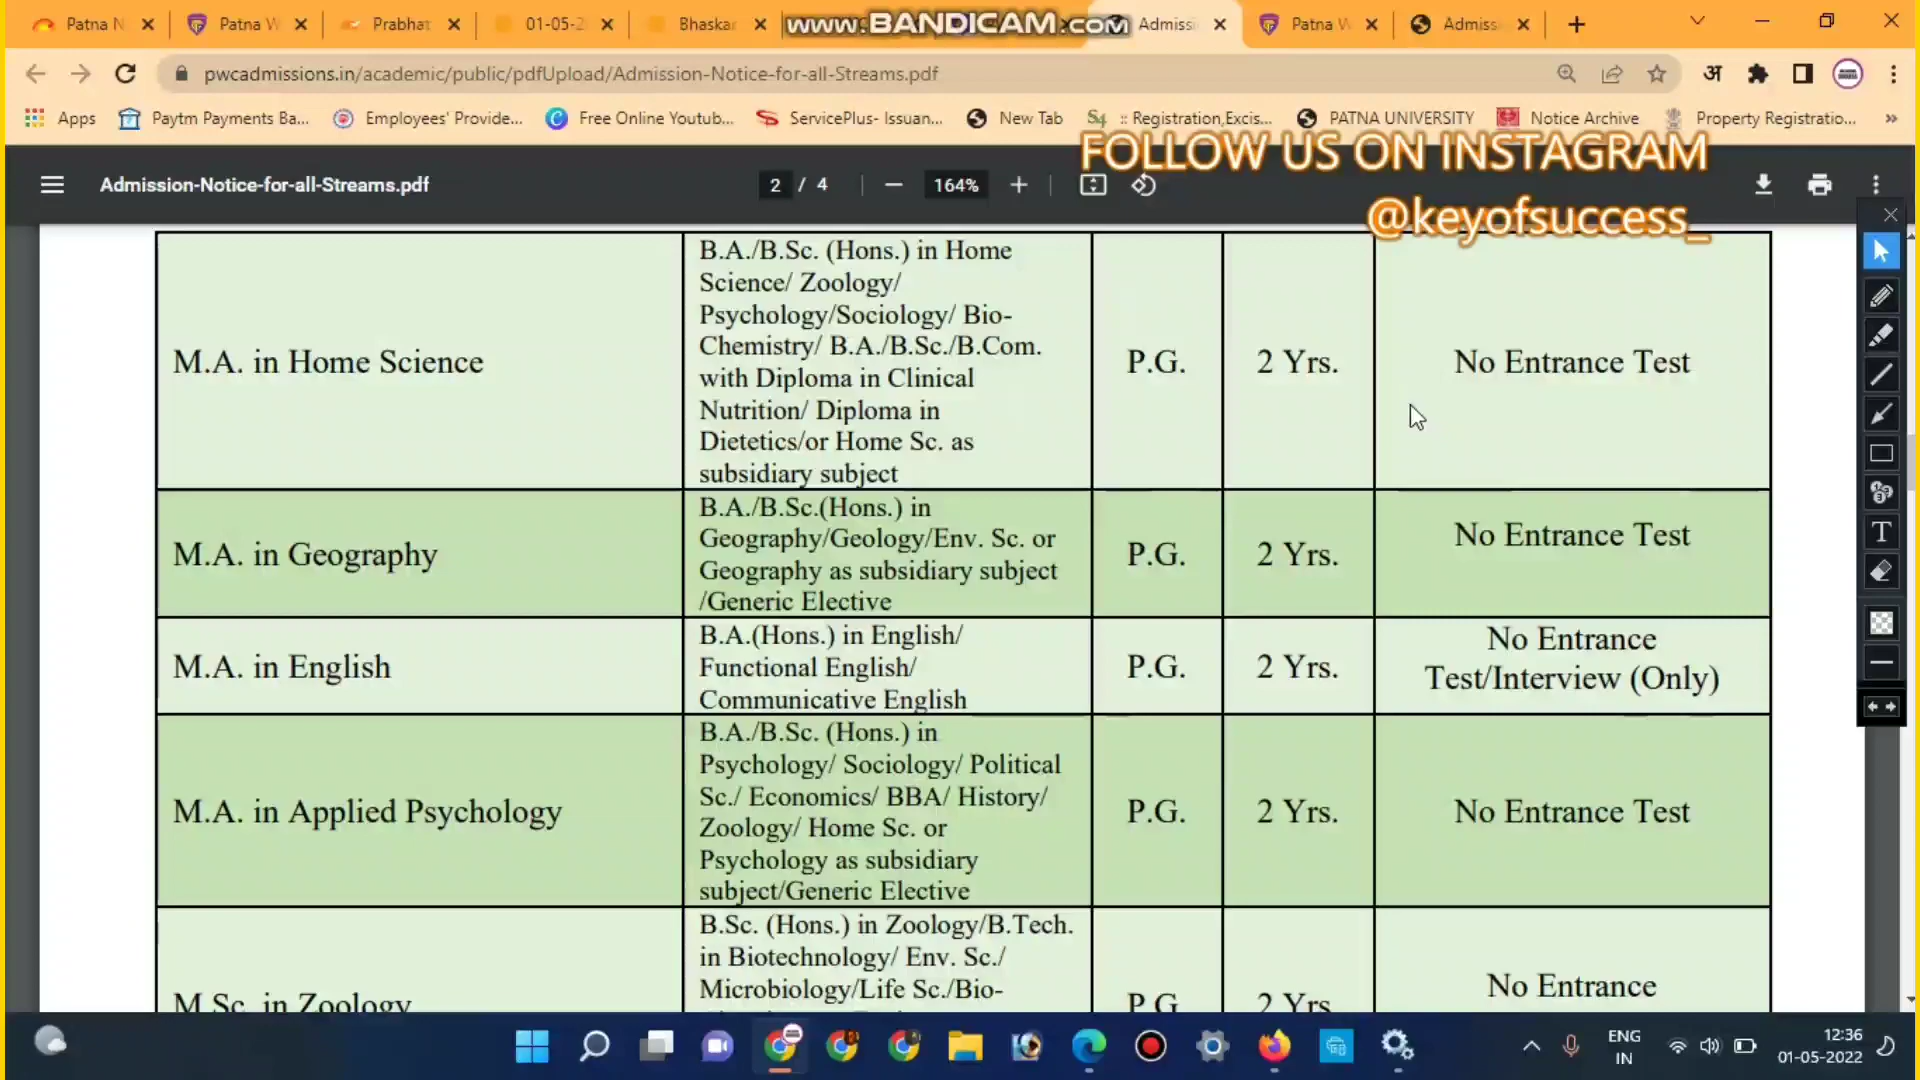 Patna N
Patna W
Prabhat
01-05-2
Bhaskar
www.BANDICAM.com
Admissi
Patna W
Admiss
pwcadmissions.in/academic/public/pdfUpload/Admission-Notice-for-all-Streams.pdf
अ
Apps
Paytm Payments Ba...
Employees' Provide...
Free Online Youtub...
ServicePlus- Issuan...
New Tab
:: Registration,Excis...
PATNA UNIVERSITY
Notice Archive
Property Registratio...
»
FOLLOW US ON INSTAGRAM
@keyofsuccess_
Admission-Notice-for-all-Streams.pdf
2 / 4
164%
M.A. in Home Science
B.A./B.Sc. (Hons.) in Home
Science/ Zoology/
Psychology/Sociology/ Bio-
Chemistry/ B.A./B.Sc./B.Com.
with Diploma in Clinical
Nutrition/ Diploma in
Dietetics/or Home Sc. as
subsidiary subject
P.G.
2 Yrs.
No Entrance Test
M.A. in Geography
B.A./B.Sc.(Hons.) in
Geography/Geology/Env. Sc. or
Geography as subsidiary subject
/Generic Elective
P.G.
2 Yrs.
No Entrance Test
M.A. in English
B.A.(Hons.) in English/
Functional English/
Communicative English
P.G.
2 Yrs.
No Entrance
Test/Interview (Only)
M.A. in Applied Psychology
B.A./B.Sc. (Hons.) in
Psychology/ Sociology/ Political
Sc./ Economics/ BBA/ History/
Zoology/ Home Sc. or
Psychology as subsidiary
subject/Generic Elective
P.G.
2 Yrs.
No Entrance Test
M.Sc. in Zoology
B.Sc. (Hons.) in Zoology/B.Tech.
in Biotechnology/ Env. Sc./
Microbiology/Life Sc./Bio-
P.G.
2 Yrs.
No Entrance
T
ENG
IN
12:36
01-05-2022